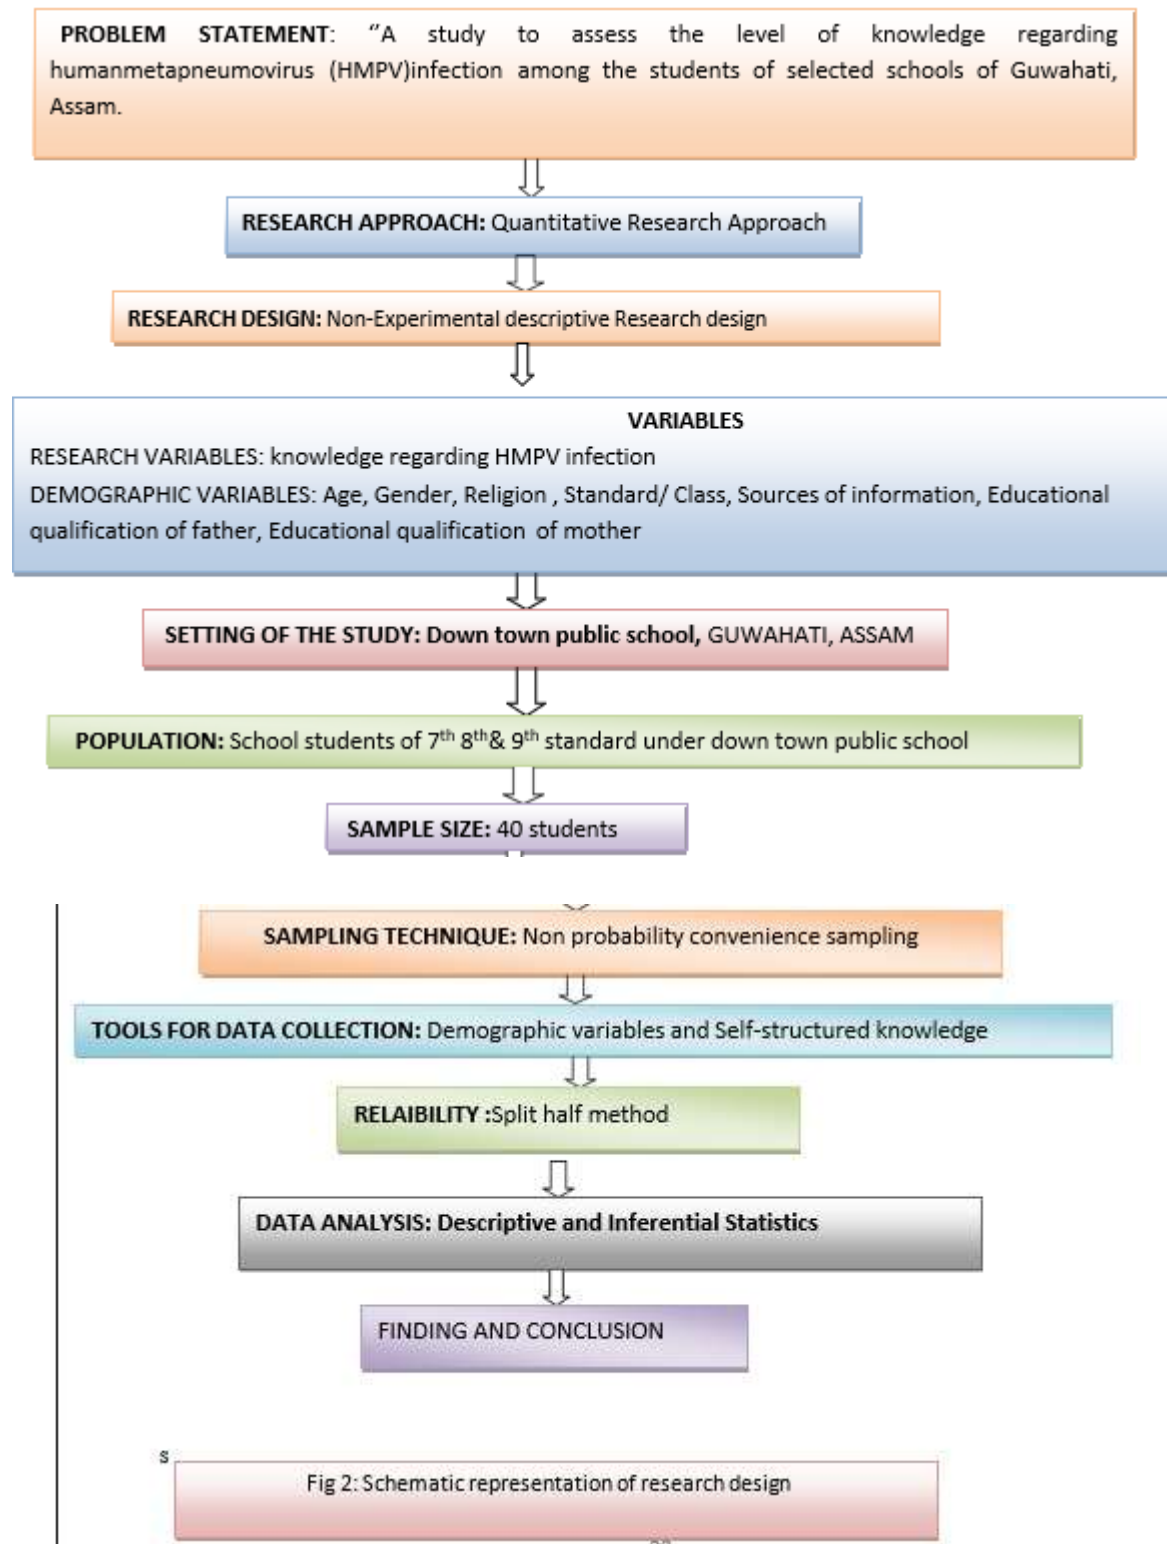 PROBLEM STATEMENT: “A study to assess the level of knowledge regarding
humanmetapneumovirus (HMPV)infection among the students of selected schools of Guwahati,
Assam.
RESEARCH APPROACH: Quantitative Research Approach
RESEARCH DESIGN: Non-Experimental descriptive Research design
VARIABLES
RESEARCH VARIABLES: knowledge regarding HMPV infection
DEMOGRAPHIC VARIABLES: Age, Gender, Religion , Standard/ Class, Sources of information, Educational
qualification of father, Educational qualification of mother
SETTING OF THE STUDY: Down town public school, GUWAHATI, ASSAM
POPULATION: School students of 7th 8th& 9th standard under down town public school
SAMPLE SIZE: 40 students
SAMPLING TECHNIQUE: Non probability convenience sampling
TOOLS FOR DATA COLLECTION: Demographic variables and Self-structured knowledge
RELAIBILITY :Split half method
DATA ANALYSIS: Descriptive and Inferential Statistics
FINDING AND CONCLUSION
s
Fig 2: Schematic representation of research design